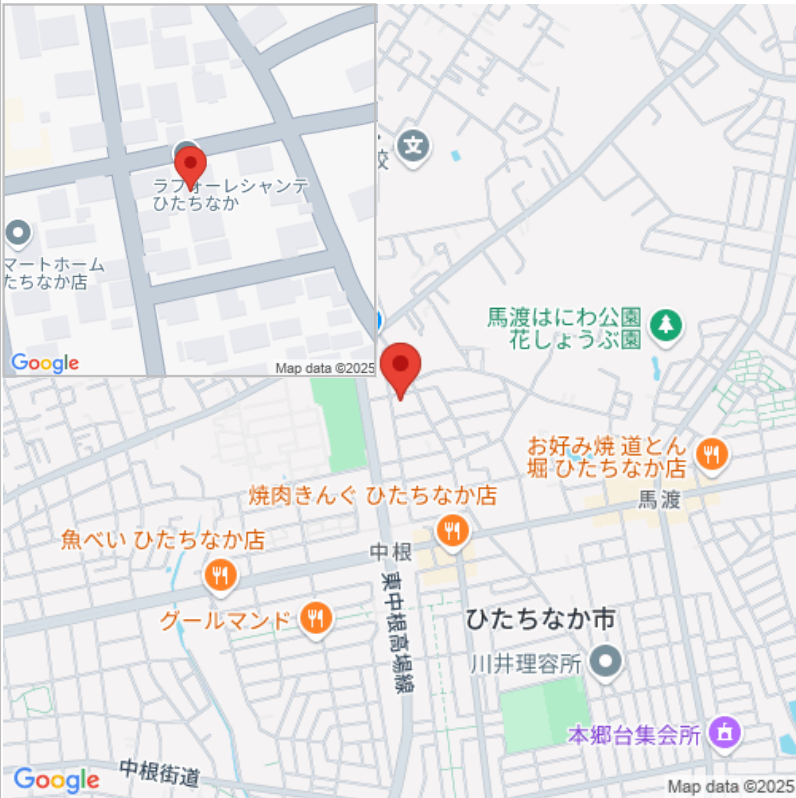 ラフォーレシャンテ
ひたちなか
マートホーム
たちなか店
Google
Map data ©2025
校
馬渡はにわ公園
花しょうぶ園
お好み焼 道とん
堀 ひたちなか店
馬渡
焼肉きんぐ ひたちなか店
魚べい ひたちなか店
中根
グールマンド
東中根高場線
ひたちなか市
川井理容所
本郷台集会所
中根街道
Google
Map data ©2025